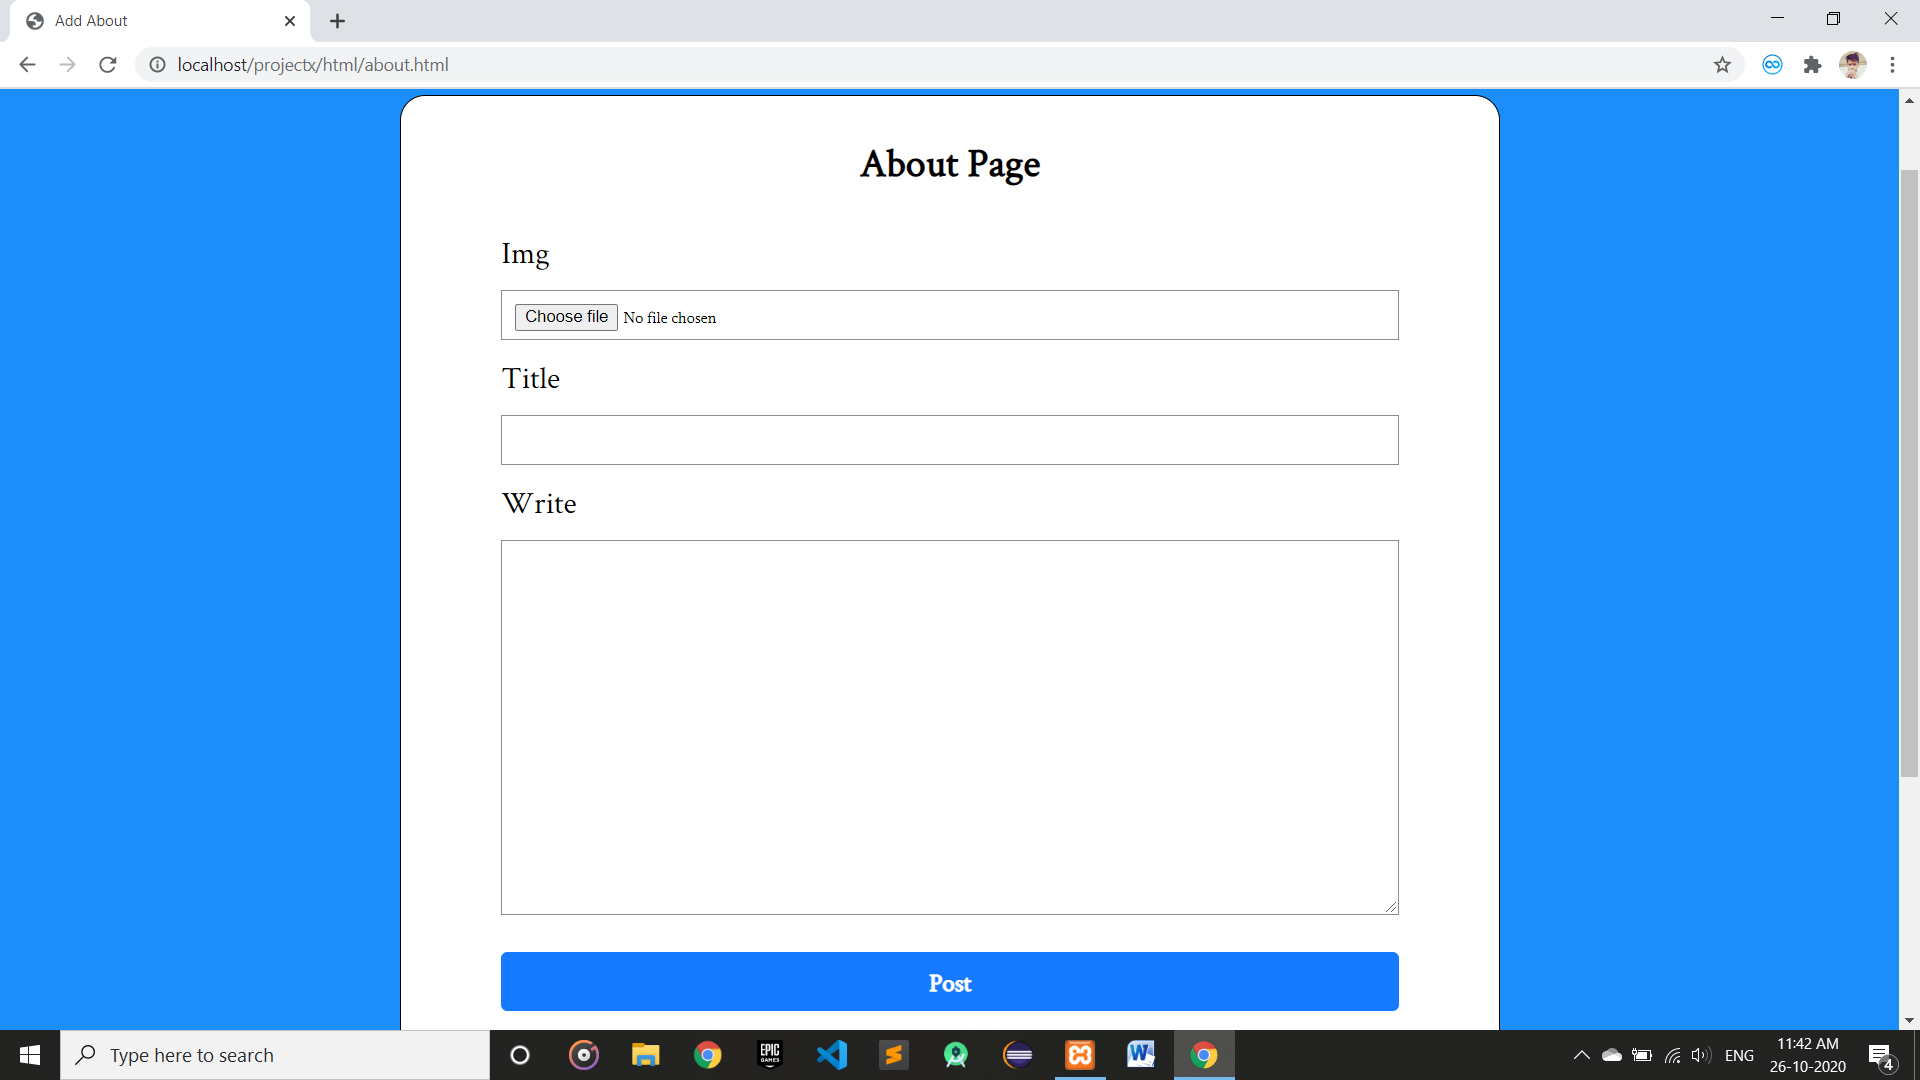 Add About
localhost/projectx/html/about.html
About Page
Img
Choose file No file chosen
Title
Write
Post
Type here to search
EPIC
GAMES
W
ENG
11:42 AM
26-10-2020
4